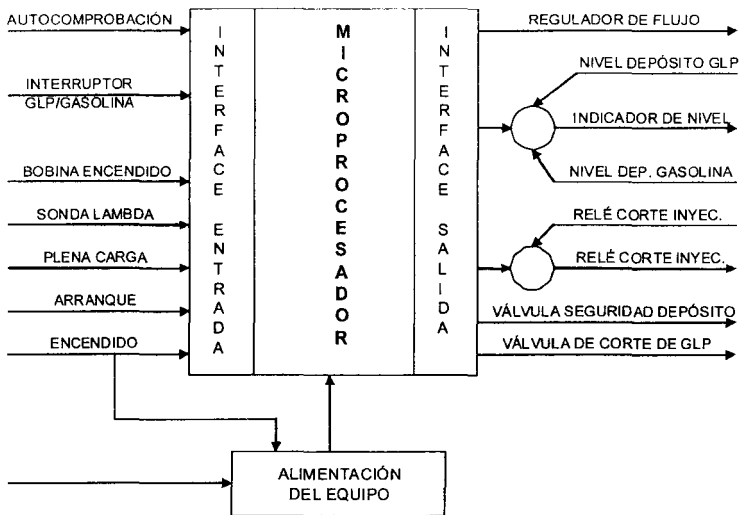 AUTOCOMPROBACIÓN
INTERRUPTOR
GLP/GASOLINA
BOBINA ENCENDIDO
SONDA LAMBDA
PLENA CARGA
ARRANQUE
ENCENDIDO
INTERFACE ENTRADA
MICROPROCESADOR
INTERFACE SALIDA
REGULADOR DE FLUJO
NIVEL DEPÓSITO GLP
INDICADOR DE NIVEL
NIVEL DEP. GASOLINA
RELÉ CORTE INYEC.
RELÉ CORTE INYEC.
VÁLVULA SEGURIDAD DEPÓSITO
VÁLVULA DE CORTE DE GLP
ALIMENTACIÓN
DEL EQUIPO